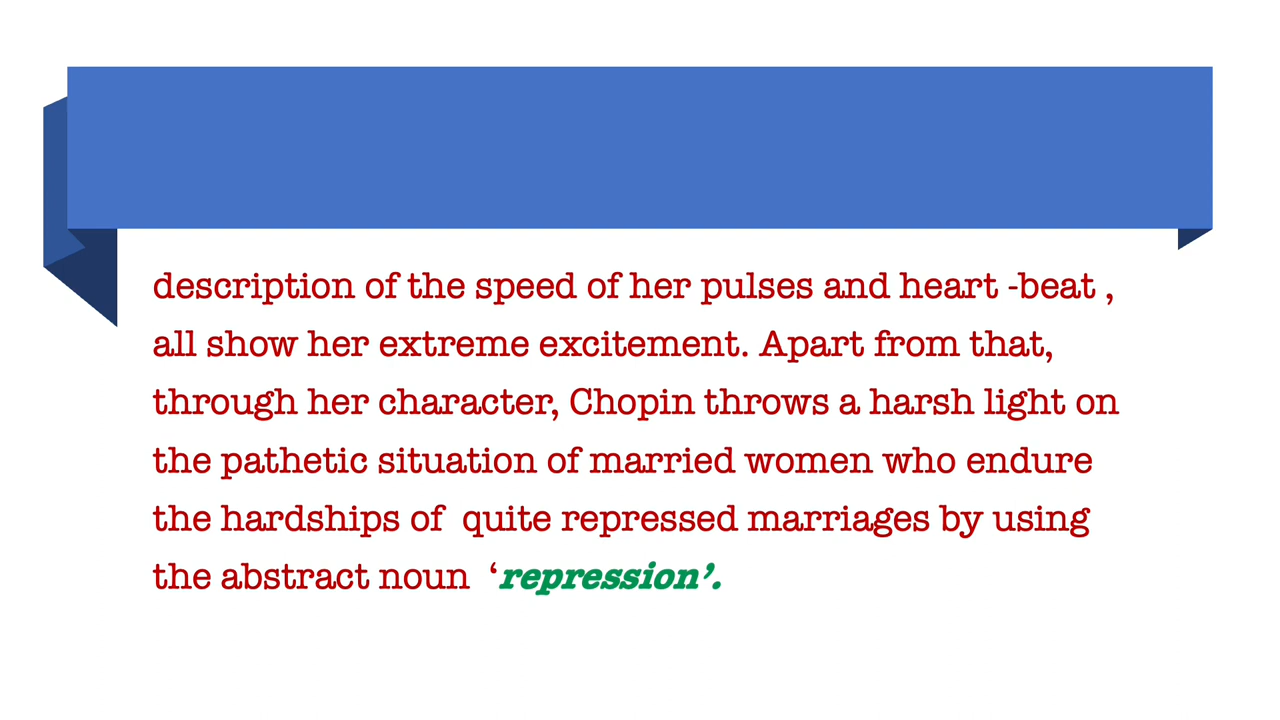 description of the speed of her pulses and heart -beat ,
all show her extreme excitement. Apart from that,
through her character, Chopin throws a harsh light on
the pathetic situation of married women who endure
the hardships of  quite repressed marriages by using
the abstract noun  ‘repression’.